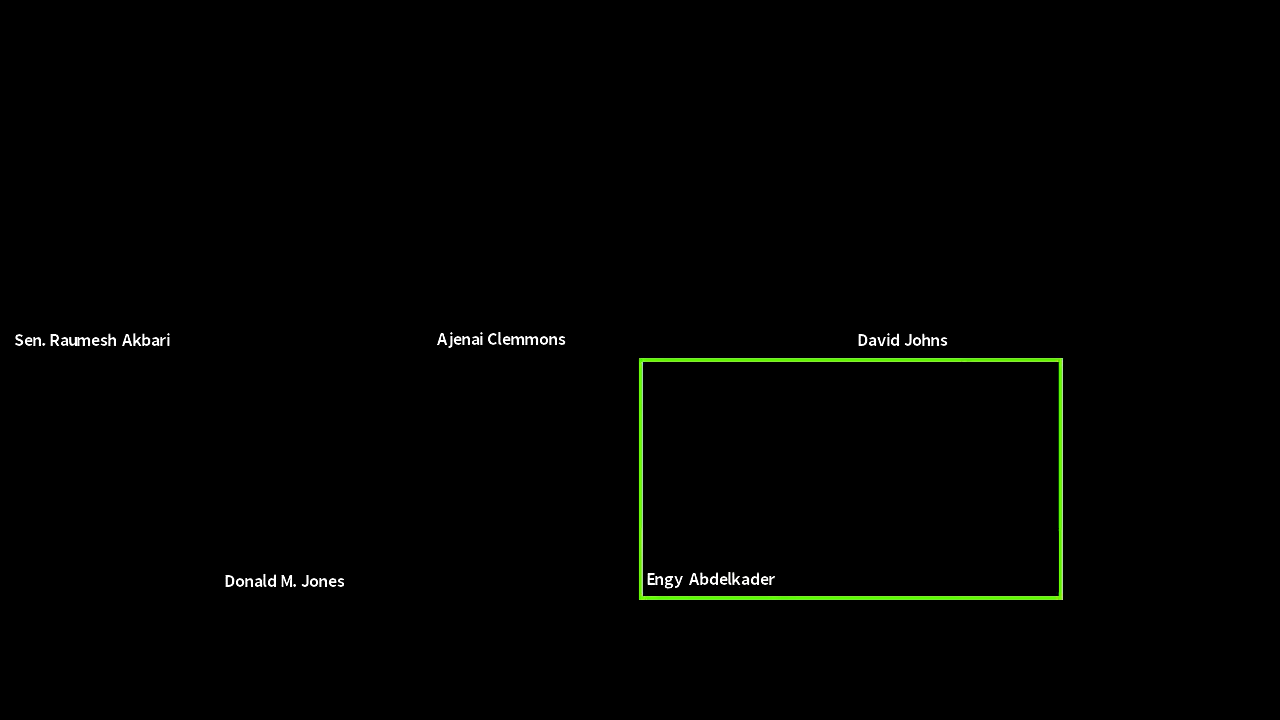 Sen. Raumesh Akbari
Ajenai Clemmons
David Johns
Donald M. Jones
Engy Abdelkader